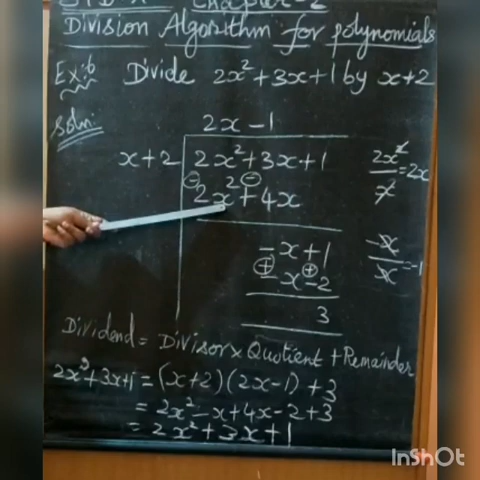 Chapter-2
Division Algorithm for polynomials
Ex:6 Divide 2x²+3x+1 by x+2
Soln:
2x-1
x+2 2x²+3x+1 2x²/x=2x
⊖ ⊖
2x²+4x
-x+1 -x/x=-1
⊕ ⊕
-x-2
3
Dividend = Divisor x Quotient + Remainder
2x²+3x+1 = (x+2)(2x-1)+3
= 2x²-x+4x-2+3
= 2x²+3x+1
InShOt